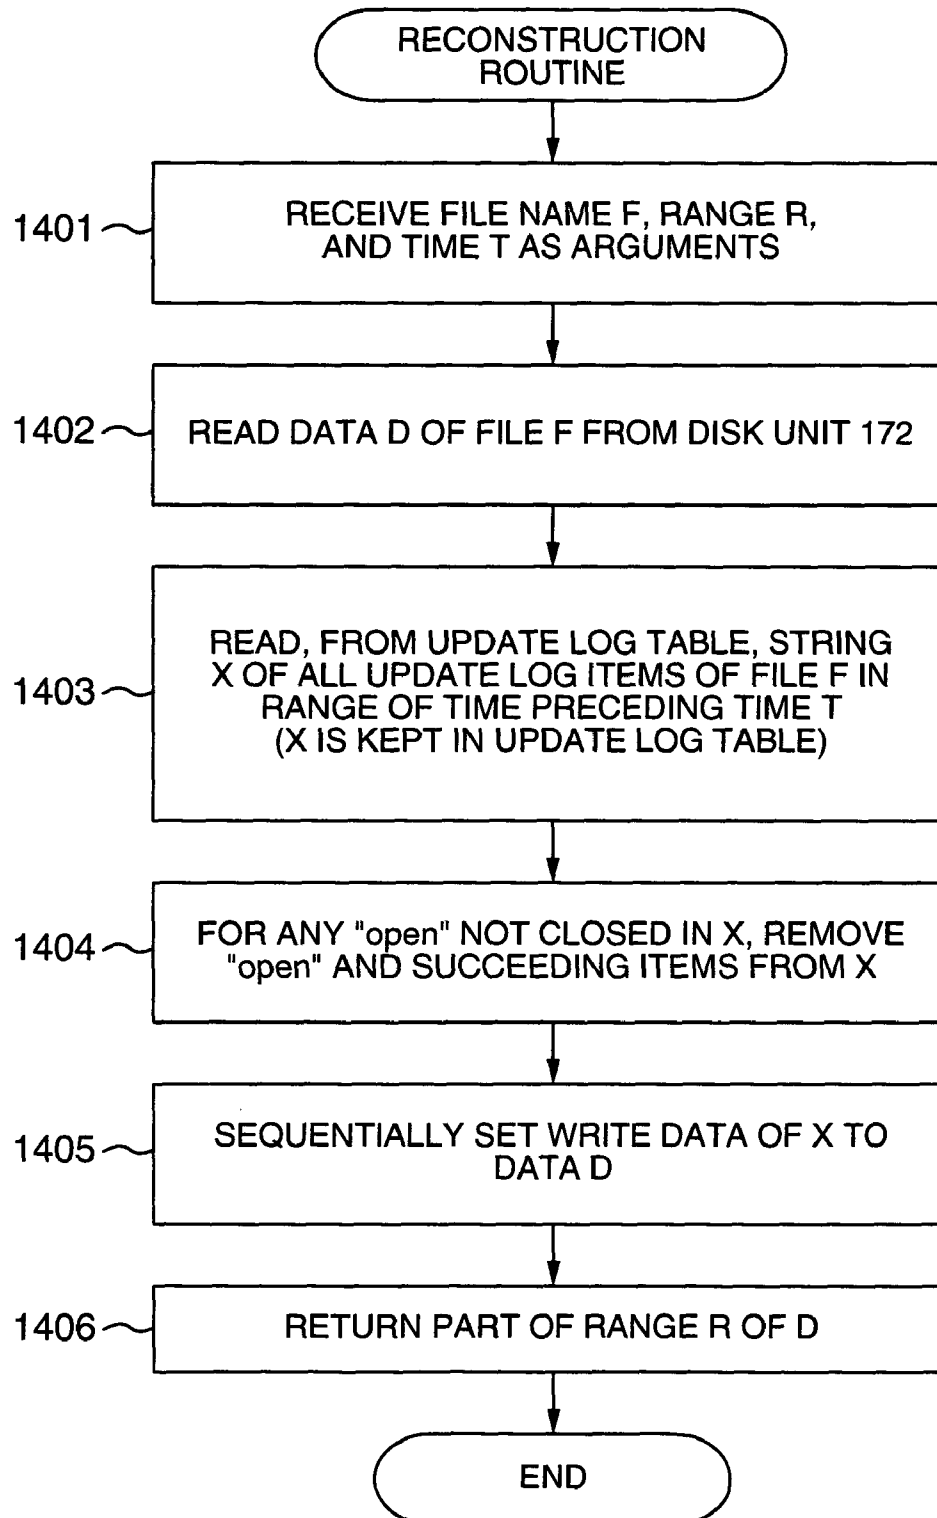 RECONSTRUCTION
ROUTINE
1401
RECEIVE FILE NAME F, RANGE R,
AND TIME T AS ARGUMENTS
1402
READ DATA D OF FILE F FROM DISK UNIT 172
1403
READ, FROM UPDATE LOG TABLE, STRING
X OF ALL UPDATE LOG ITEMS OF FILE F IN
RANGE OF TIME PRECEDING TIME T
(X IS KEPT IN UPDATE LOG TABLE)
1404
FOR ANY "open" NOT CLOSED IN X, REMOVE
"open" AND SUCCEEDING ITEMS FROM X
1405
SEQUENTIALLY SET WRITE DATA OF X TO
DATA D
1406
RETURN PART OF RANGE R OF D
END